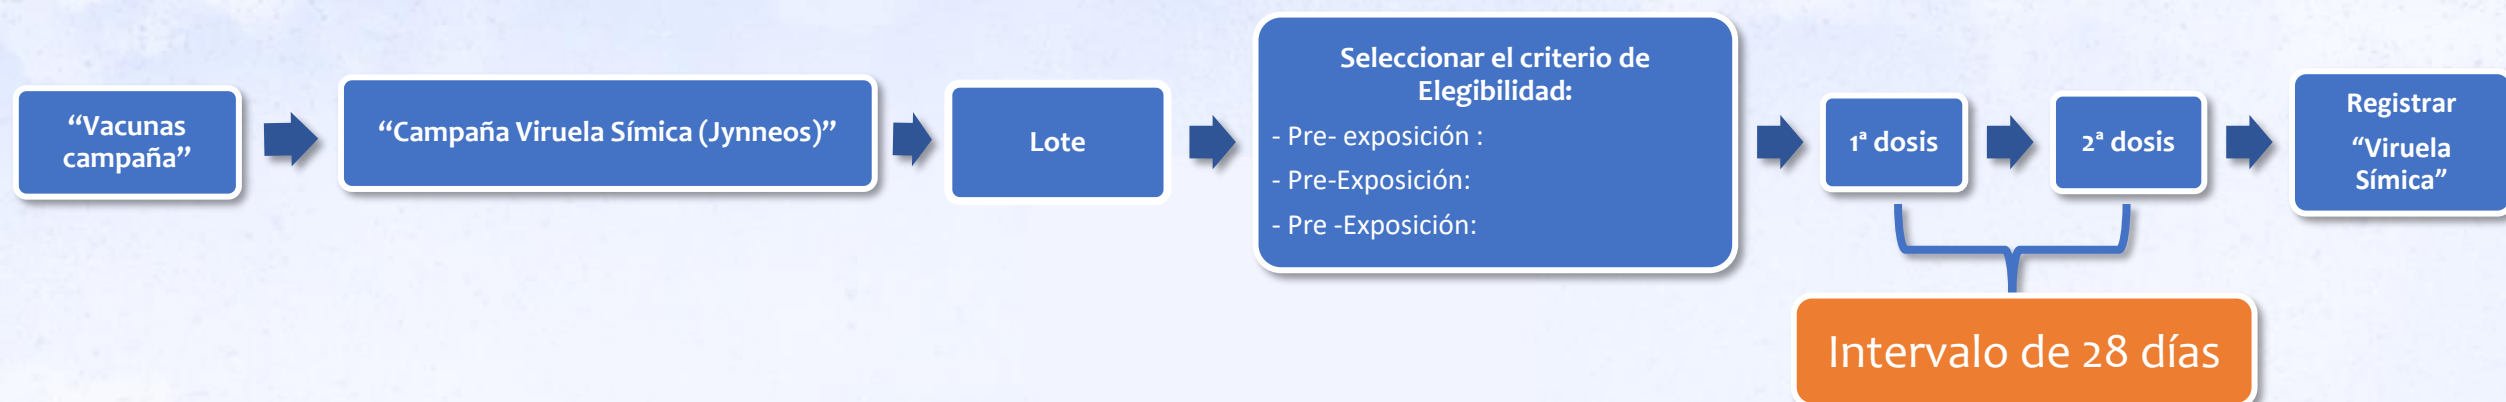 “Vacunas
campaña”
“Campaña Viruela Símica (Jynneos)”
Lote
Seleccionar el criterio de
Elegibilidad:
- Pre- exposición :
- Pre-Exposición:
- Pre -Exposición:
1ª dosis
2ª dosis
Registrar
“Viruela
Símica”
Intervalo de 28 días